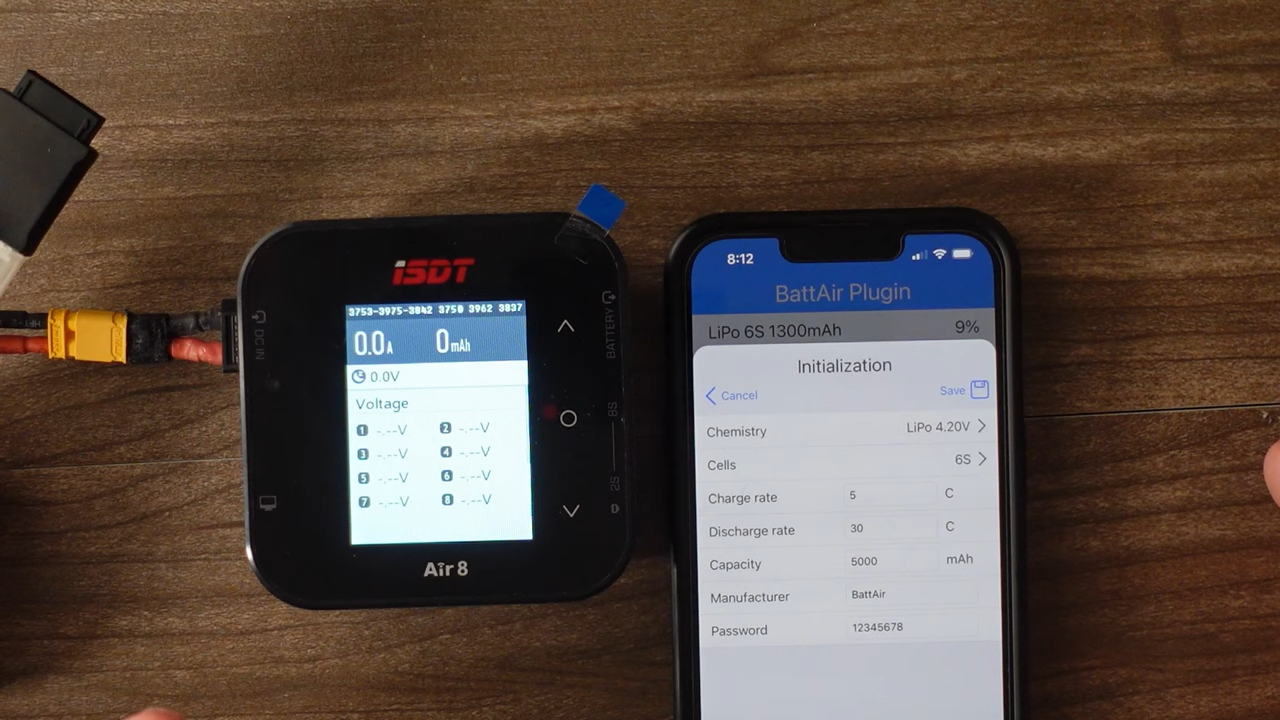 iSDT
3753-3975-3842 3750 3962 3837
0.0A 0mAh
0.0V
Voltage
1 -.--V 2 -.--V
3 -.--V 4 -.--V
5 -.--V 6 -.--V
7 -.--V 8 -.--V
Air 8
DC IN
BATTERY
2S 8S
8:12
BattAir Plugin
LiPo 6S 1300mAh 9%
Initialization
Cancel Save
Chemistry LiPo 4.20V
Cells 6S
Charge rate 5 C
Discharge rate 30 C
Capacity 5000 mAh
Manufacturer BattAir
Password 12345678